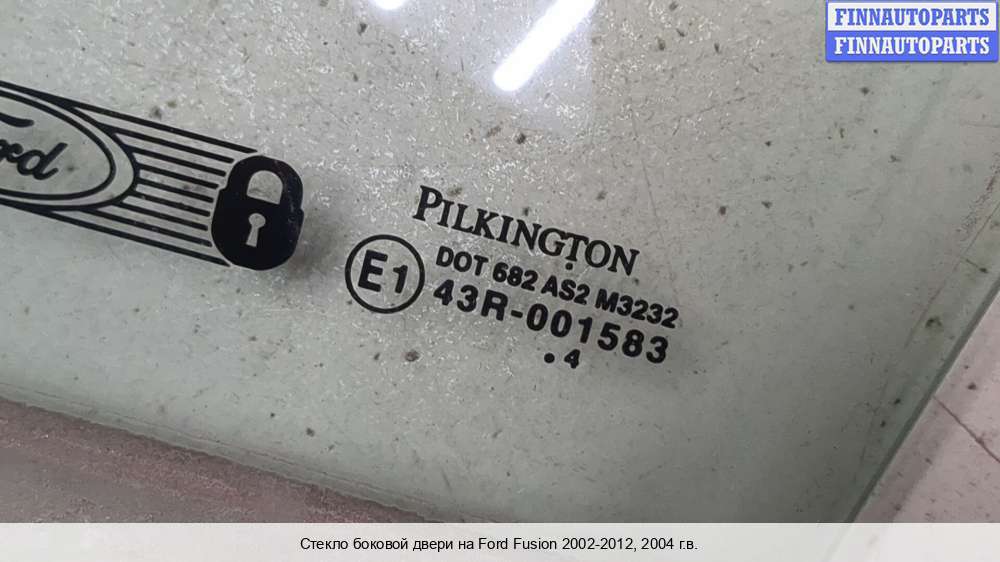 FINNAUTOPARTS
FINNAUTOPARTS
PILKINGTON
E1
DOT 682 AS2 M3232
43R-001583
.4
Стекло боковой двери на Ford Fusion 2002-2012, 2004 г.в.